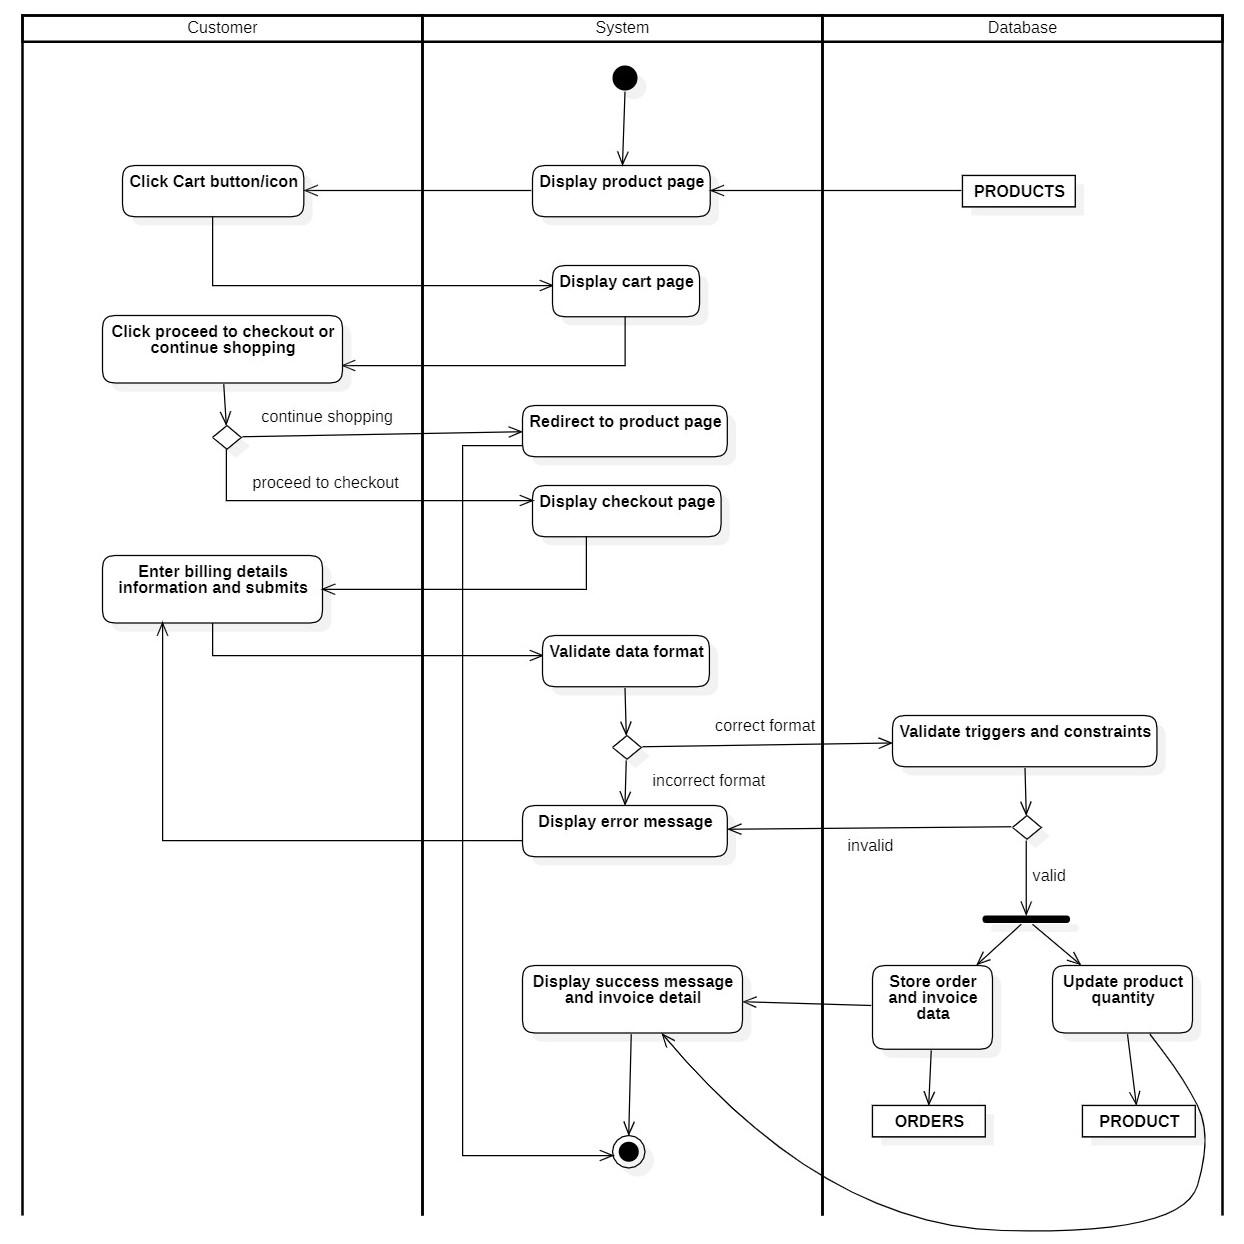 Customer
System
Database
Click Cart button/icon
Display product page
PRODUCTS
Display cart page
Click proceed to checkout or
continue shopping
continue shopping
Redirect to product page
proceed to checkout
Display checkout page
Enter billing details
information and submits
Validate data format
correct format
Validate triggers and constraints
incorrect format
Display error message
invalid
valid
Display success message
and invoice detail
Store order
and invoice
data
Update product
quantity
ORDERS
PRODUCT